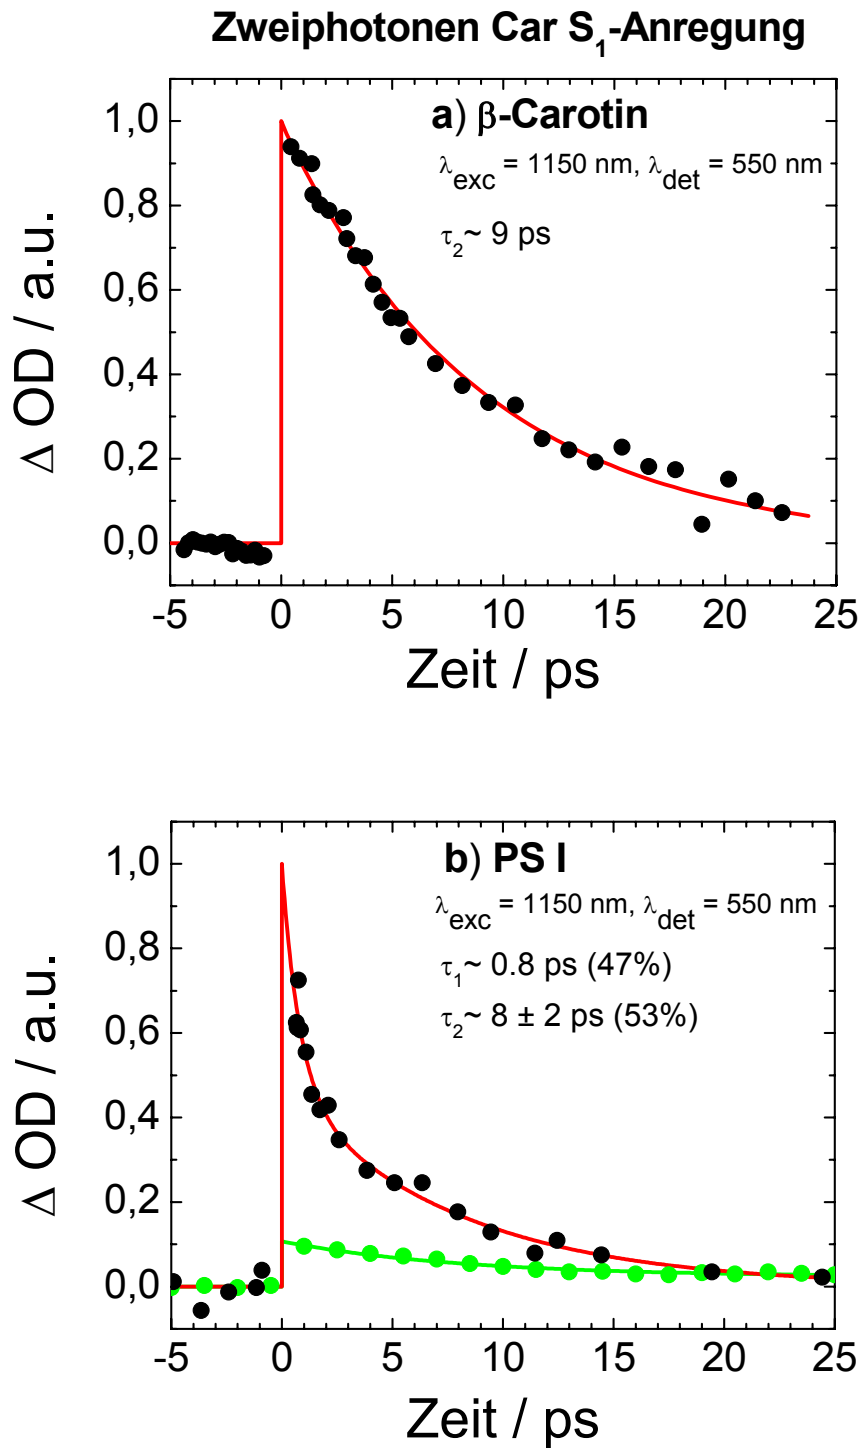 Zweiphotonen Car S₁-Anregung
a) β-Carotin
λexc = 1150 nm, λdet = 550 nm
τ₂~ 9 ps
Δ OD / a.u.
1,0
0,8
0,6
0,4
0,2
0,0
-5 0 5 10 15 20 25
Zeit / ps
b) PS I
λexc = 1150 nm, λdet = 550 nm
τ₁~ 0.8 ps (47%)
τ₂~ 8 ± 2 ps (53%)
Δ OD / a.u.
1,0
0,8
0,6
0,4
0,2
0,0
-5 0 5 10 15 20 25
Zeit / ps